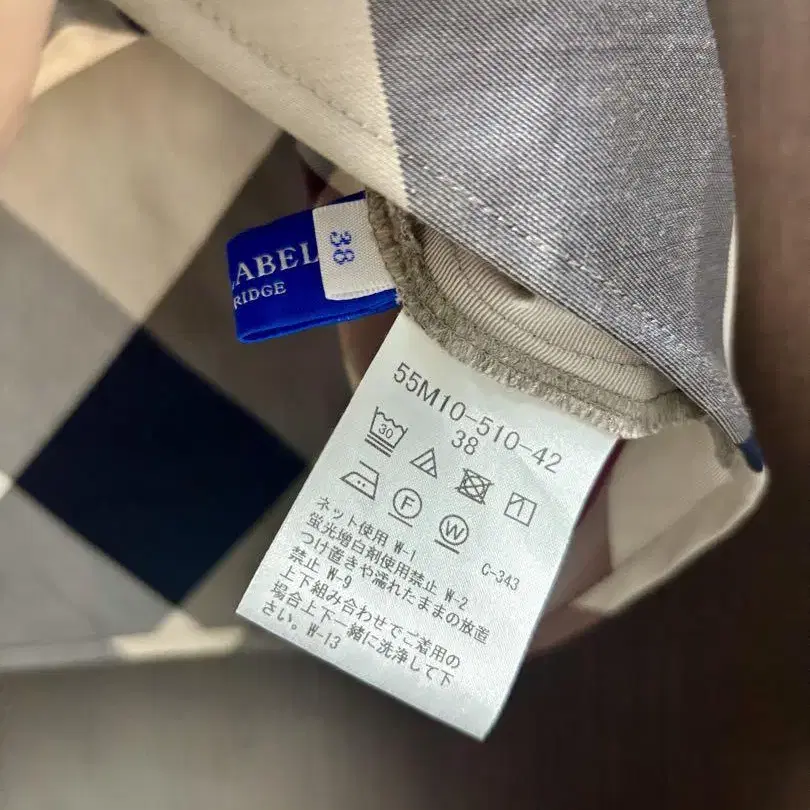 38
LABEL
RIDGE
55M10-510-42
38
30
F
W
G-343
ネット使用 W-1
蛍光増白剤使用禁止 W-2
つけ置きや濡れたままの放置
禁止 W-9
上下組み合わせてご着用の
場合上下一緒に洗浄して下
さい。W-13